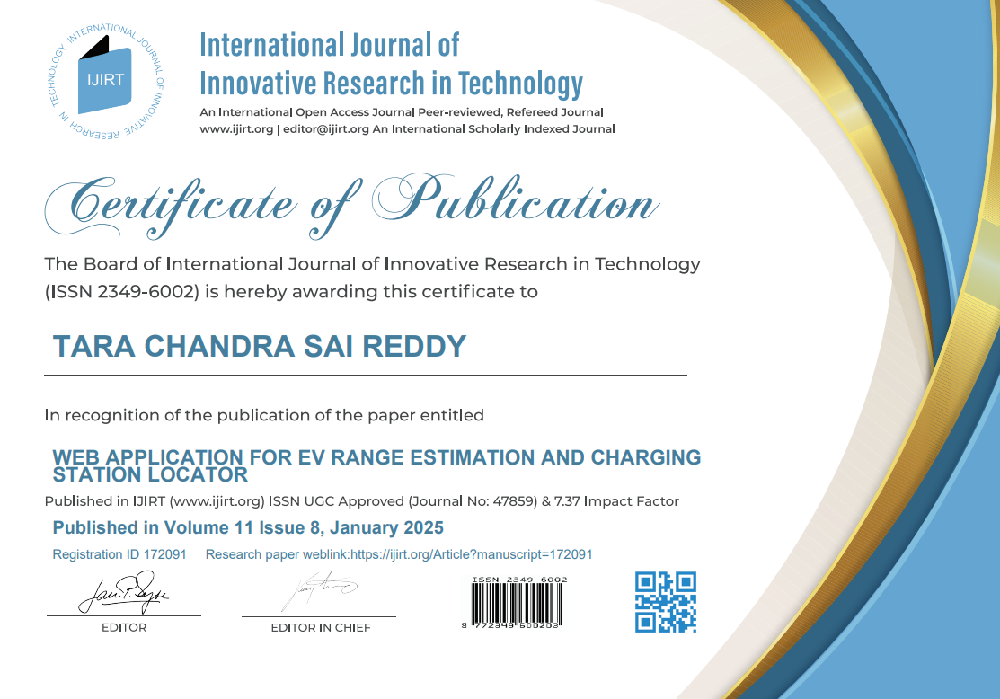 INTERNATIONAL JOURNAL OF INNOVATIVE RESEARCH IN TECHNOLOGY
IJIRT
International Journal of
Innovative Research in Technology
An International Open Access Journal Peer-reviewed, Refereed Journal
www.ijirt.org | editor@ijirt.org An International Scholarly Indexed Journal
Certificate of Publication
The Board of International Journal of Innovative Research in Technology
(ISSN 2349-6002) is hereby awarding this certificate to
TARA CHANDRA SAI REDDY
In recognition of the publication of the paper entitled
WEB APPLICATION FOR EV RANGE ESTIMATION AND CHARGING
STATION LOCATOR
Published in IJIRT (www.ijirt.org) ISSN UGC Approved (Journal No: 47859) & 7.37 Impact Factor
Published in Volume 11 Issue 8, January 2025
Registration ID 172091 Research paper weblink:https://ijirt.org/Article?manuscript=172091
EDITOR
EDITOR IN CHIEF
ISSN 2349-6002
9 772349 600203